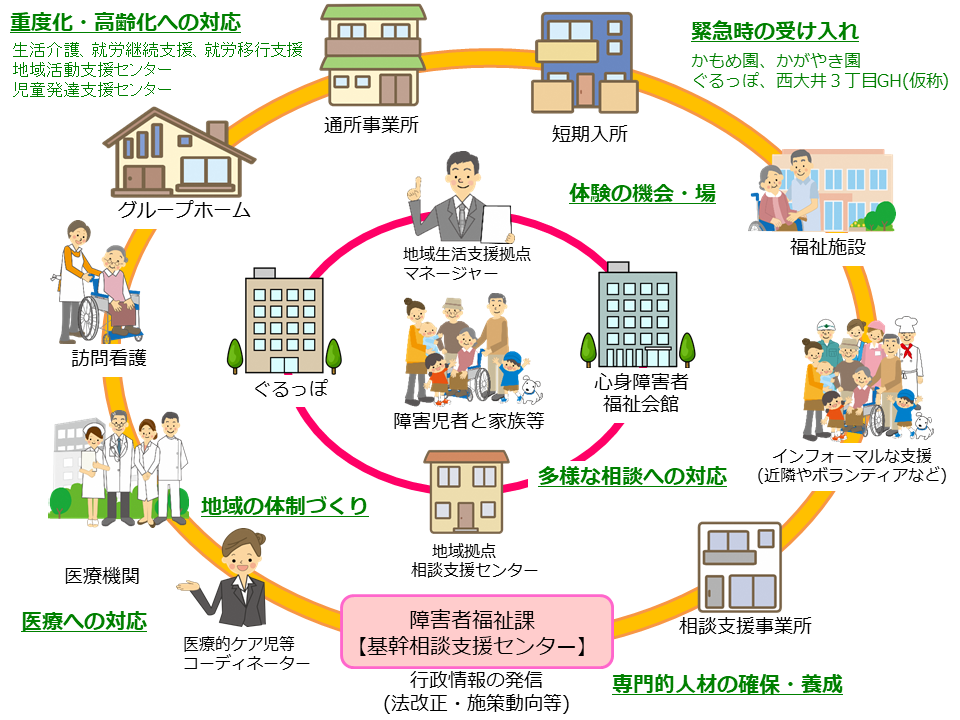 重度化・高齢化への対応
生活介護、就労継続支援、就労移行支援
地域活動支援センター
児童発達支援センター
緊急時の受け入れ
かもめ園、かがやき園
ぐるっぽ、西大井３丁目GH(仮称)
通所事業所
短期入所
グループホーム
体験の機会・場
福祉施設
地域生活支援拠点
マネージャー
訪問看護
ぐるっぽ
障害児者と家族等
心身障害者
福祉会館
インフォーマルな支援
(近隣やボランティアなど)
多様な相談への対応
地域の体制づくり
地域拠点
相談支援センター
医療機関
医療への対応
医療的ケア児等
コーディネーター
障害者福祉課
【基幹相談支援センター】
行政情報の発信
(法改正・施策動向等)
相談支援事業所
専門的人材の確保・養成